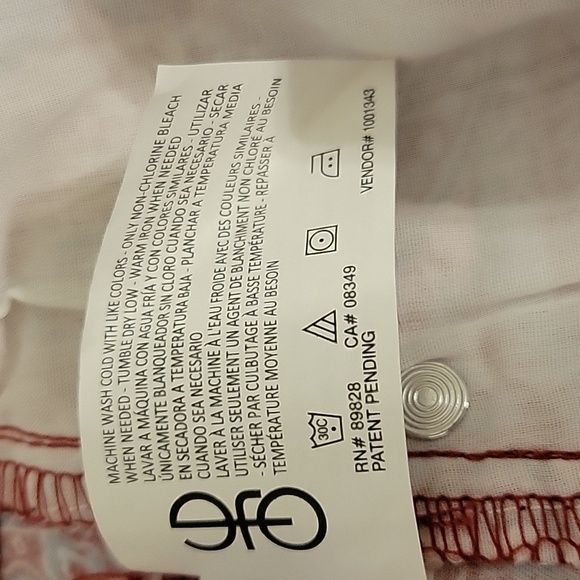 MACHINE WASH COLD WITH LIKE COLORS - ONLY NON-CHLORINE BLEACH
WHEN NEEDED - TUMBLE DRY LOW - WARM IRON WHEN NEEDED
LAVAR A MÁQUINA CON AGUA FRÍA Y CON COLORES SIMILARES - UTILIZAR
ÚNICAMENTE BLANQUEADOR SIN CLORO CUANDO SEA NECESARIO - SECAR
EN SECADORA A TEMPERATURA BAJA - PLANCHAR A TEMPERATURA MEDIA
CUANDO SEA NECESARIO
LAVER À LA MACHINE À L'EAU FROIDE AVEC DES COULEURS SIMILAIRES -
UTILISER SEULEMENT UN AGENT DE BLANCHIMENT NON CHLORÉ AU BESOIN
- SÉCHER PAR CULBUTAGE À BASSE TEMPÉRATURE - REPASSER À
TEMPÉRATURE MOYENNE AU BESOIN
30C
RN# 89828 CA# 08349
PATENT PENDING
VENDOR# 1001343